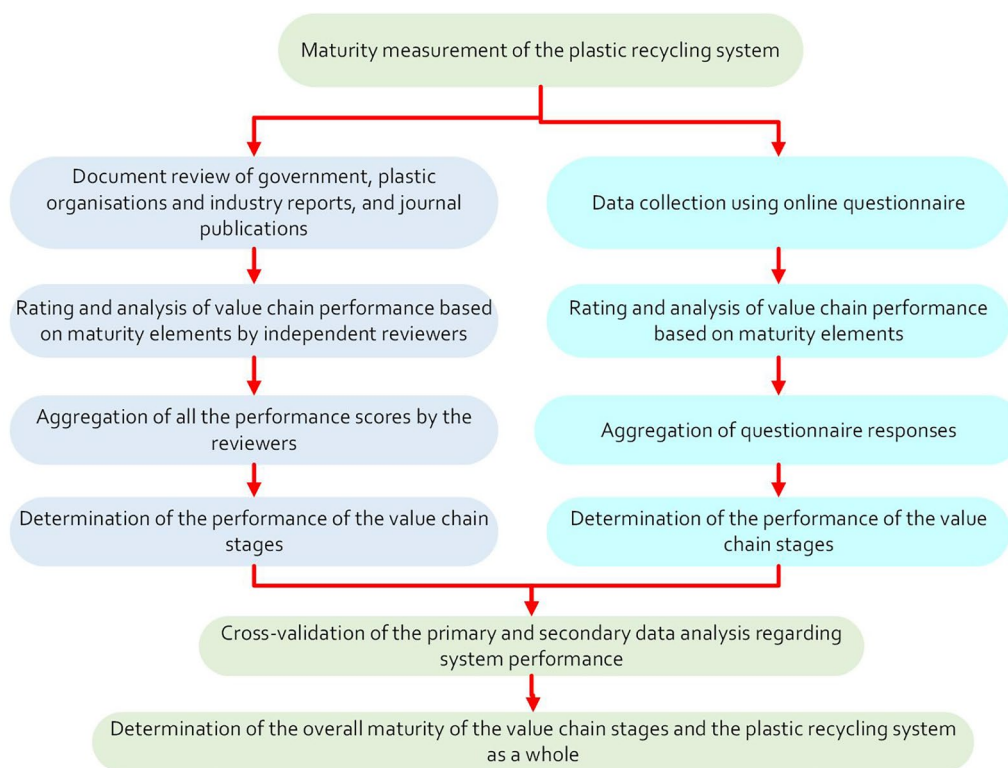 Maturity measurement of the plastic recycling system
Document review of government, plastic
organisations and industry reports, and journal
publications
Rating and analysis of value chain performance based
on maturity elements by independent reviewers
Aggregation of all the performance scores by the
reviewers
Determination of the performance of the value chain
stages
Data collection using online questionnaire
Rating and analysis of value chain performance
based on maturity elements
Aggregation of questionnaire responses
Determination of the performance of the value
chain stages
Cross-validation of the primary and secondary data analysis regarding
system performance
Determination of the overall maturity of the value chain stages and the plastic recycling system
as a whole